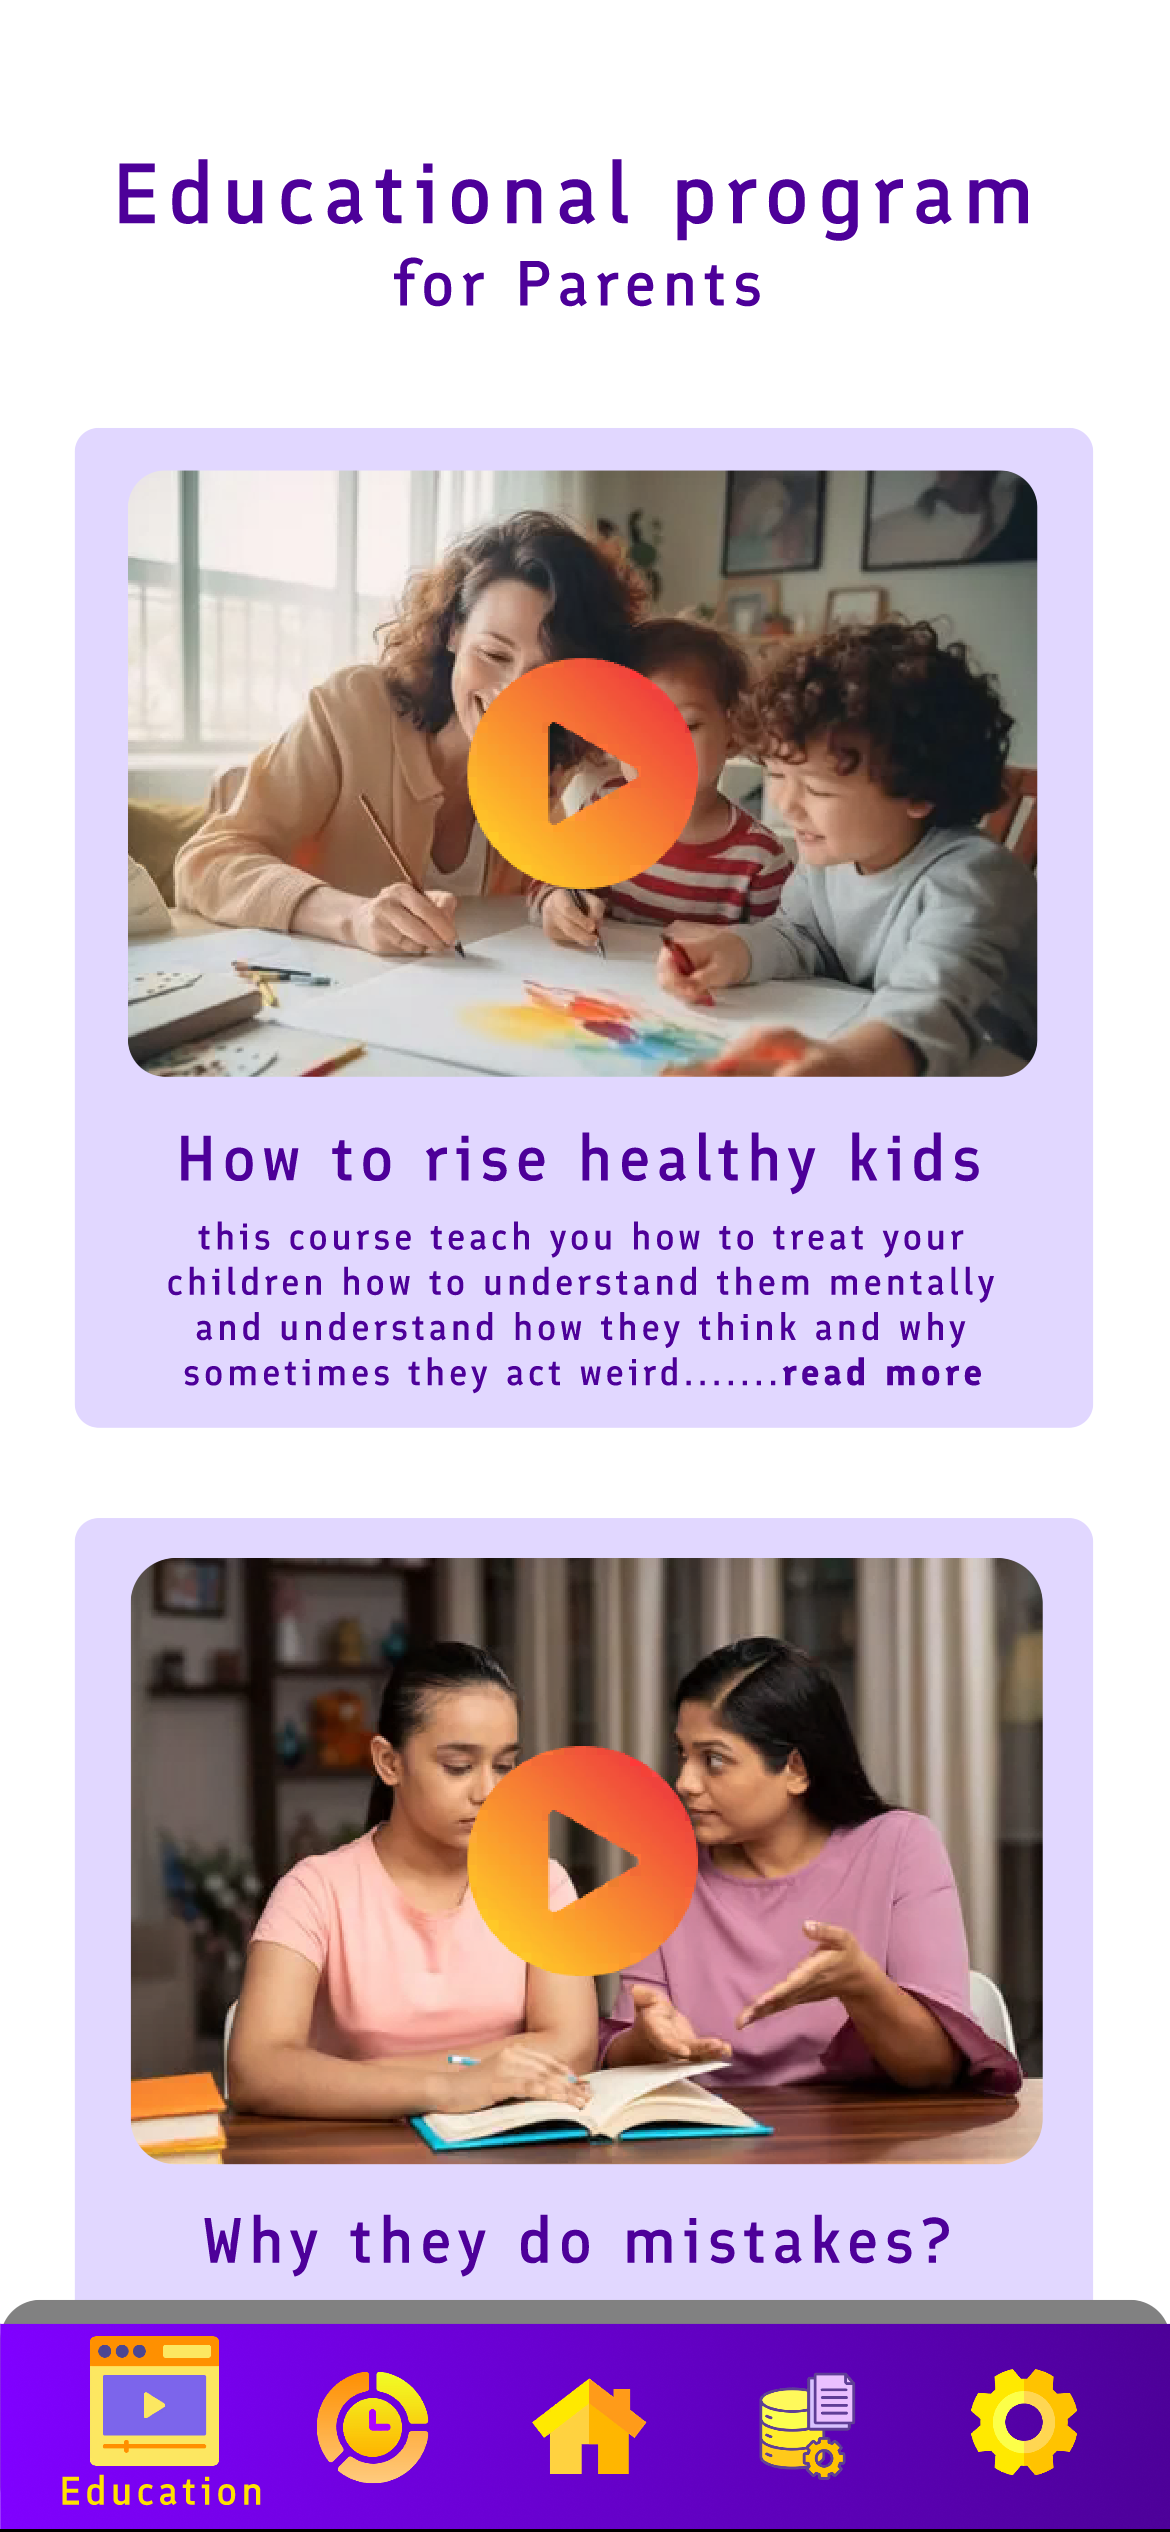 Educational program
for Parents
How to rise healthy kids
this course teach you how to treat your
children how to understand them mentally
and understand how they think and why
sometimes they act weird.......read more
Why they do mistakes?
Education